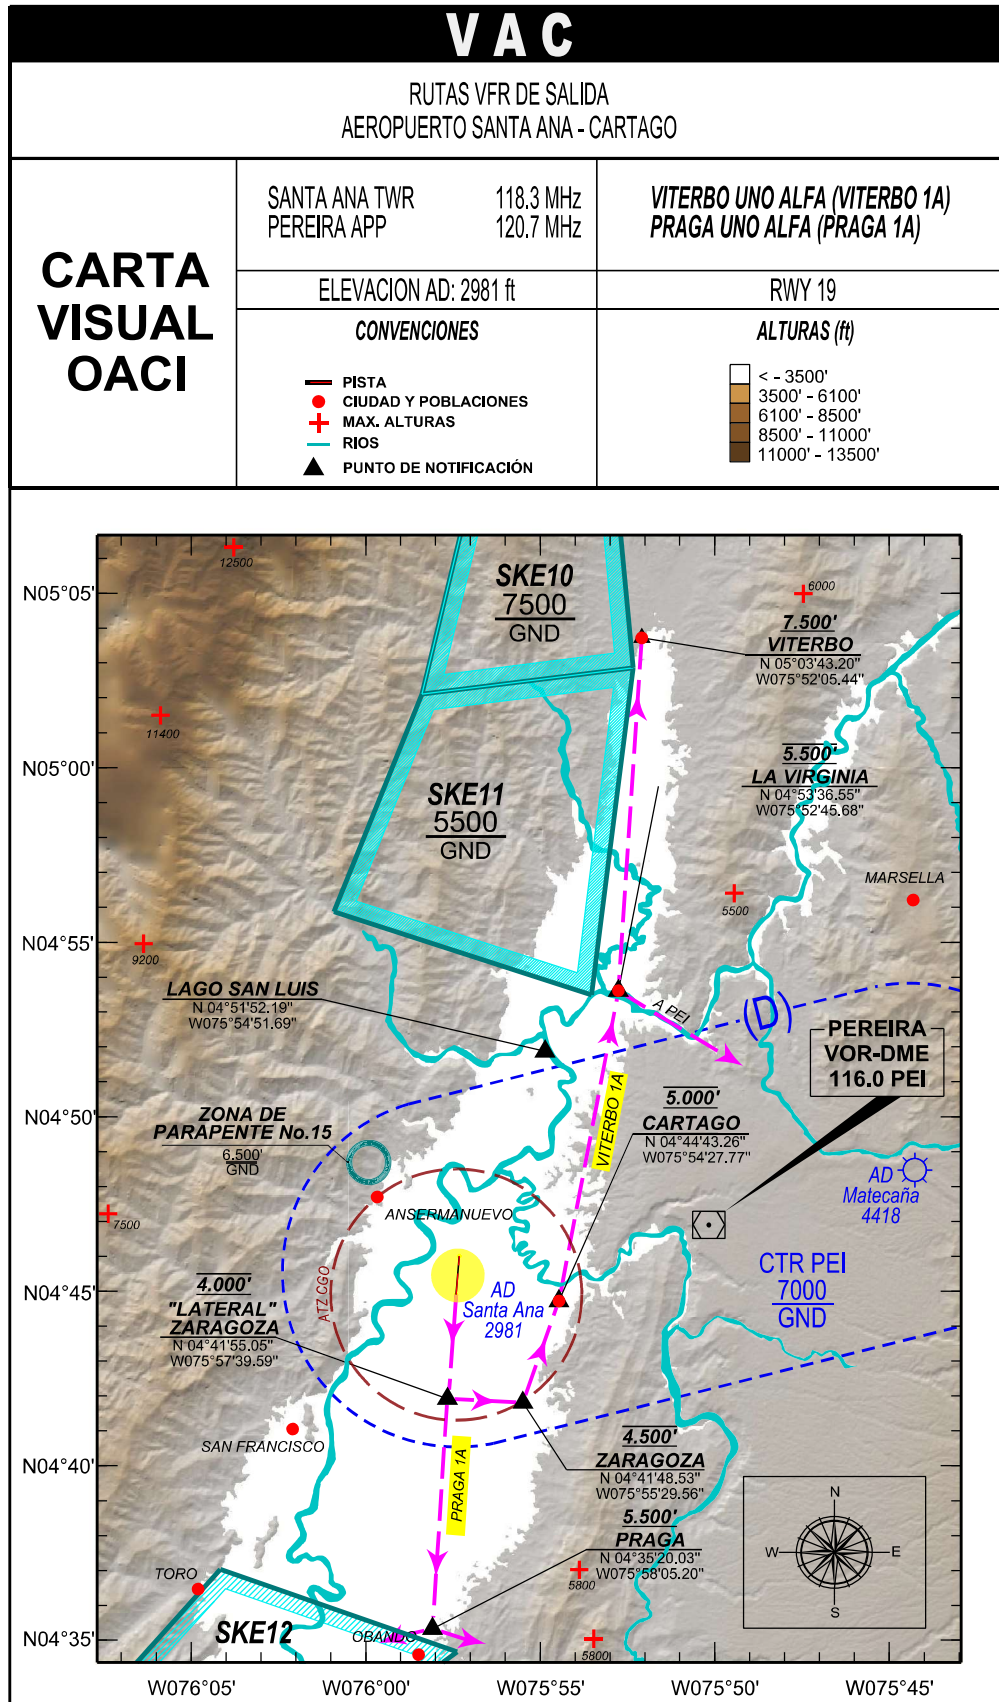 VAC
RUTAS VFR DE SALIDA
AEROPUERTO SANTA ANA - CARTAGO
CARTA
VISUAL
OACI
SANTA ANA TWR 118.3 MHz
PEREIRA APP 120.7 MHz
VITERBO UNO ALFA (VITERBO 1A)
PRAGA UNO ALFA (PRAGA 1A)
ELEVACION AD: 2981 ft
RWY 19
CONVENCIONES
PISTA
CIUDAD Y POBLACIONES
MAX. ALTURAS
RIOS
PUNTO DE NOTIFICACIÓN
ALTURAS (ft)
< - 3500'
3500' - 6100'
6100' - 8500'
8500' - 11000'
11000' - 13500'
12500
SKE10
7500
GND
6000
N05°05'
7.500'
VITERBO
N 05°03'43.20"
W075°52'05.44"
11400
N05°00'
5.500'
LA VIRGINIA
N 04°53'36.55"
W075°52'45.68"
SKE11
5500
GND
MARSELLA
5500
N04°55'
9200
LAGO SAN LUIS
N 04°51'52.19"
W075°54'51.69"
A PEI
(D)
PEREIRA
VOR-DME
116.0 PEI
N04°50'
ZONA DE
PARAPENTE No.15
6.500'
GND
VITERBO 1A
5.000'
CARTAGO
N 04°44'43.26"
W075°54'27.77"
AD
Matecaña
4418
7500
ANSERMANUEVO
N04°45'
ATZ CGO
AD
Santa Ana
2981
CTR PEI
7000
GND
4.000'
"LATERAL"
ZARAGOZA
N 04°41'55.05"
W075°57'39.59"
SAN FRANCISCO
N04°40'
PRAGA 1A
4.500'
ZARAGOZA
N 04°41'48.53"
W075°55'29.56"
5.500'
PRAGA
N 04°35'20.03"
W075°58'05.20"
N
W E
S
TORO
5800
SKE12
OBANDO
N04°35'
5800
W076°05' W076°00' W075°55' W075°50' W075°45'